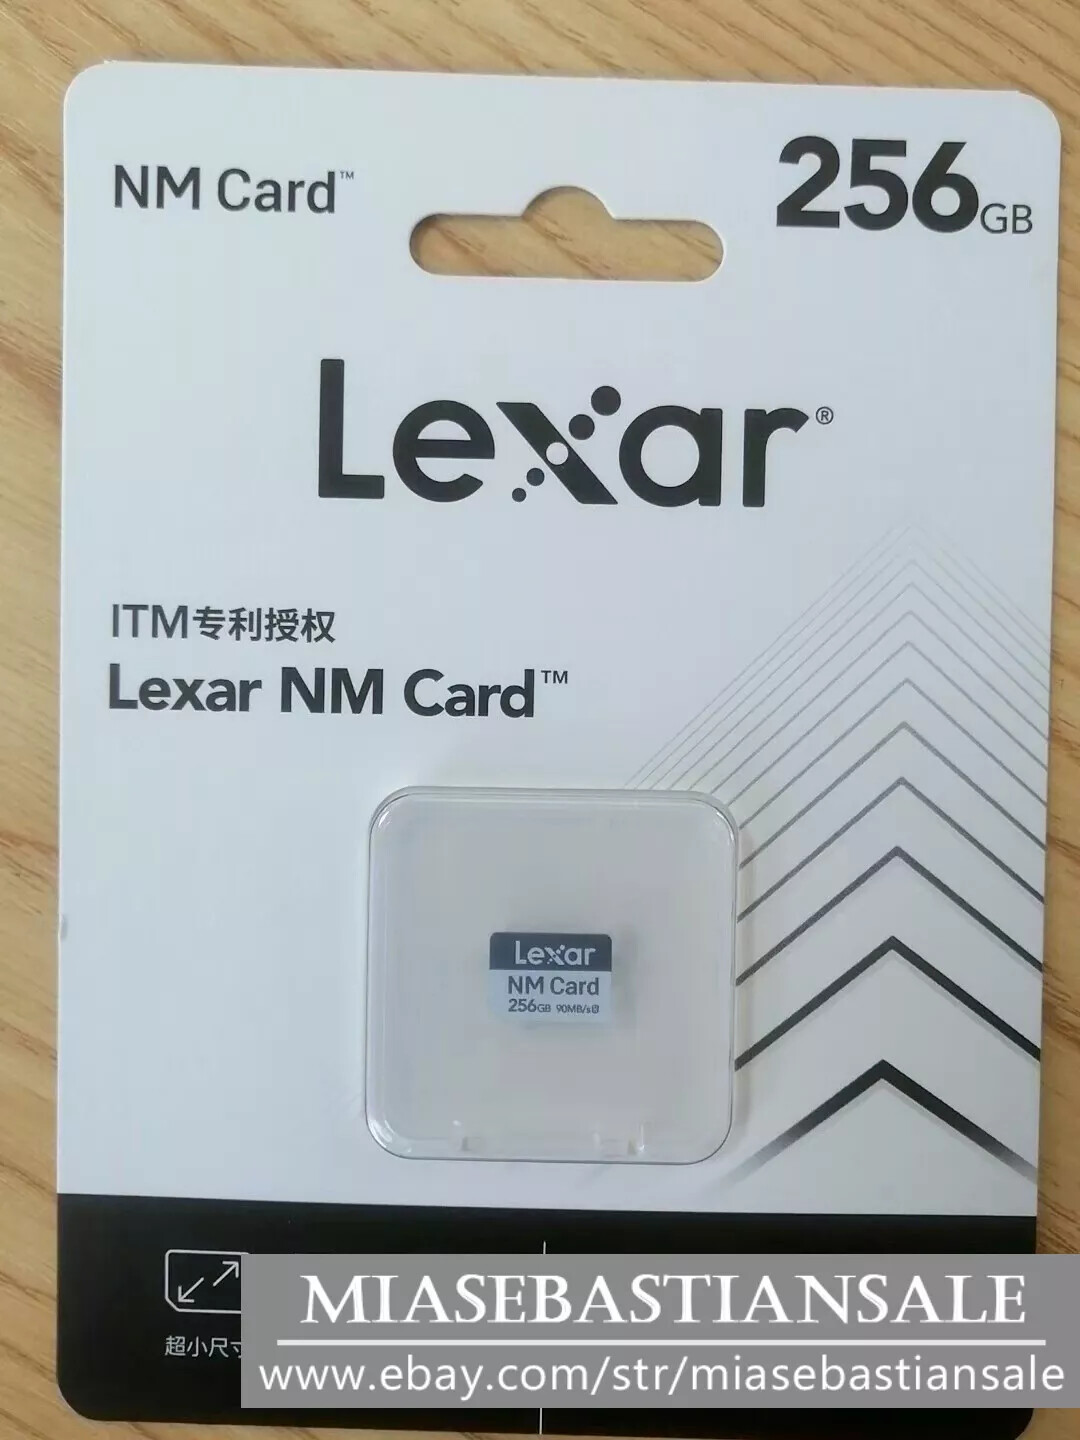 NM Card™
256GB
Lexar®
ITM专利授权
Lexar NM Card™
Lexar
NM Card
256GB 90MB/s
超小尺寸
MIASEBASTIANSALE
www.ebay.com/str/miasebastiansale